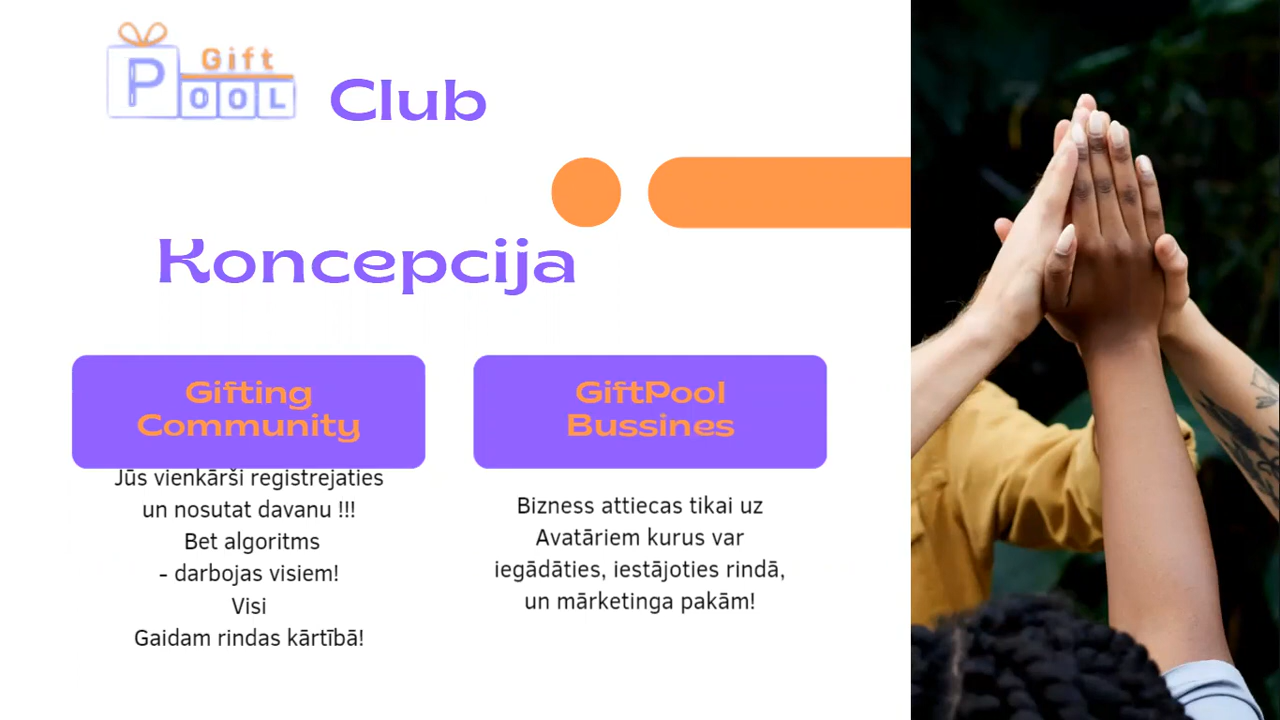 Gift
POOL
Club
Koncepcija
Gifting
Community
Jūs vienkārši registrejaties
un nosutat davanu !!!
Bet algoritms
- darbojas visiem!
Visi
Gaidam rindas kārtībā!
GiftPool
Bussines
Bizness attiecas tikai uz
Avatāriem kurus var
iegādāties, iestājoties rindā,
un mārketinga pakām!